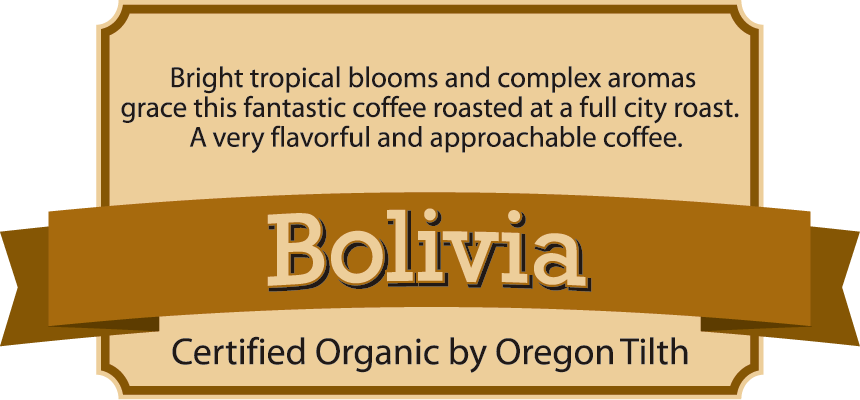 Bright tropical blooms and complex aromas
grace this fantastic coffee roasted at a full city roast.
A very flavorful and approachable coffee.
Bolivia
Certified Organic by Oregon Tilth